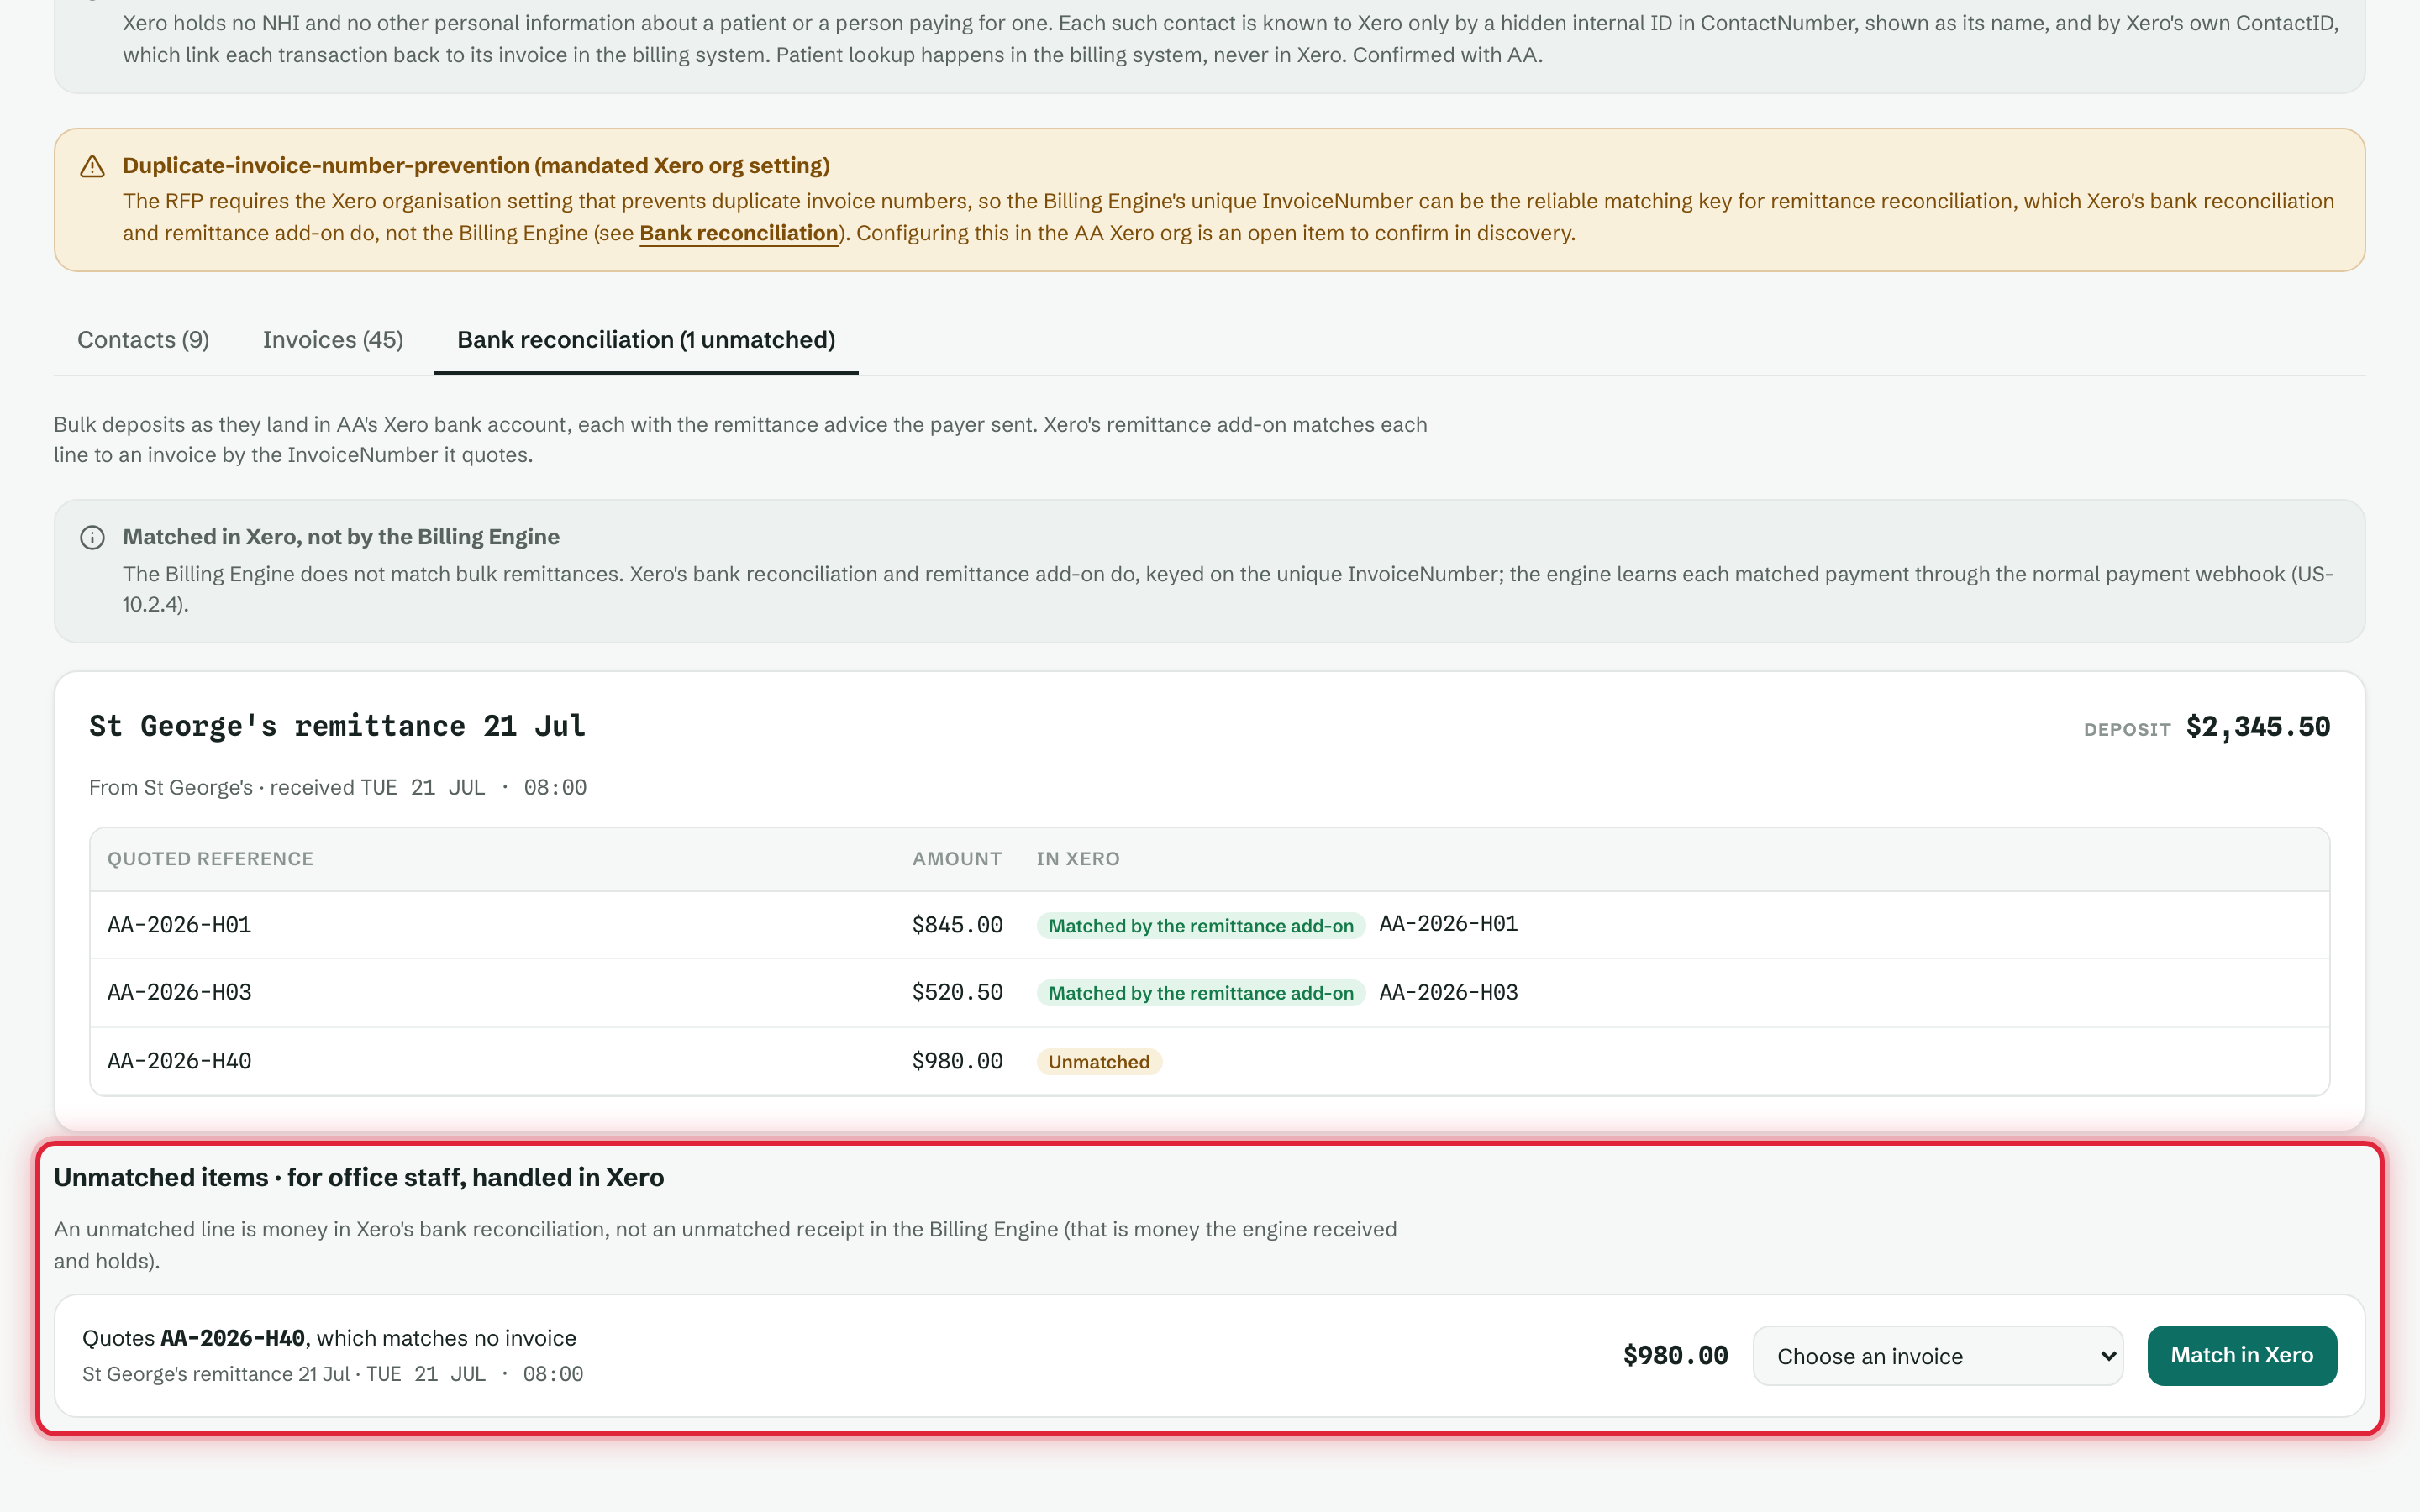 Xero holds no NHI and no other personal information about a patient or a person paying for one. Each such contact is known to Xero only by a hidden internal ID in ContactNumber, shown as its name, and by Xero's own ContactID,
which link each transaction back to its invoice in the billing system. Patient lookup happens in the billing system, never in Xero. Confirmed with AA.
Duplicate-invoice-number-prevention (mandated Xero org setting)
The RFP requires the Xero organisation setting that prevents duplicate invoice numbers, so the Billing Engine's unique InvoiceNumber can be the reliable matching key for remittance reconciliation, which Xero's bank reconciliation
and remittance add-on do, not the Billing Engine (see Bank reconciliation). Configuring this in the AA Xero org is an open item to confirm in discovery.
Contacts (9) Invoices (45) Bank reconciliation (1 unmatched)
Bulk deposits as they land in AA's Xero bank account, each with the remittance advice the payer sent. Xero's remittance add-on matches each
line to an invoice by the InvoiceNumber it quotes.
Matched in Xero, not by the Billing Engine
The Billing Engine does not match bulk remittances. Xero's bank reconciliation and remittance add-on do, keyed on the unique InvoiceNumber; the engine learns each matched payment through the normal payment webhook (US-
10.2.4).
St George's remittance 21 Jul DEPOSIT $2,345.50
From St George's · received TUE 21 JUL · 08:00
QUOTED REFERENCE AMOUNT IN XERO
AA-2026-H01 $845.00 Matched by the remittance add-on AA-2026-H01
AA-2026-H03 $520.50 Matched by the remittance add-on AA-2026-H03
AA-2026-H40 $980.00 Unmatched
Unmatched items · for office staff, handled in Xero
An unmatched line is money in Xero's bank reconciliation, not an unmatched receipt in the Billing Engine (that is money the engine received
and holds).
Quotes AA-2026-H40, which matches no invoice
St George's remittance 21 Jul · TUE 21 JUL · 08:00
$980.00 Choose an invoice Match in Xero